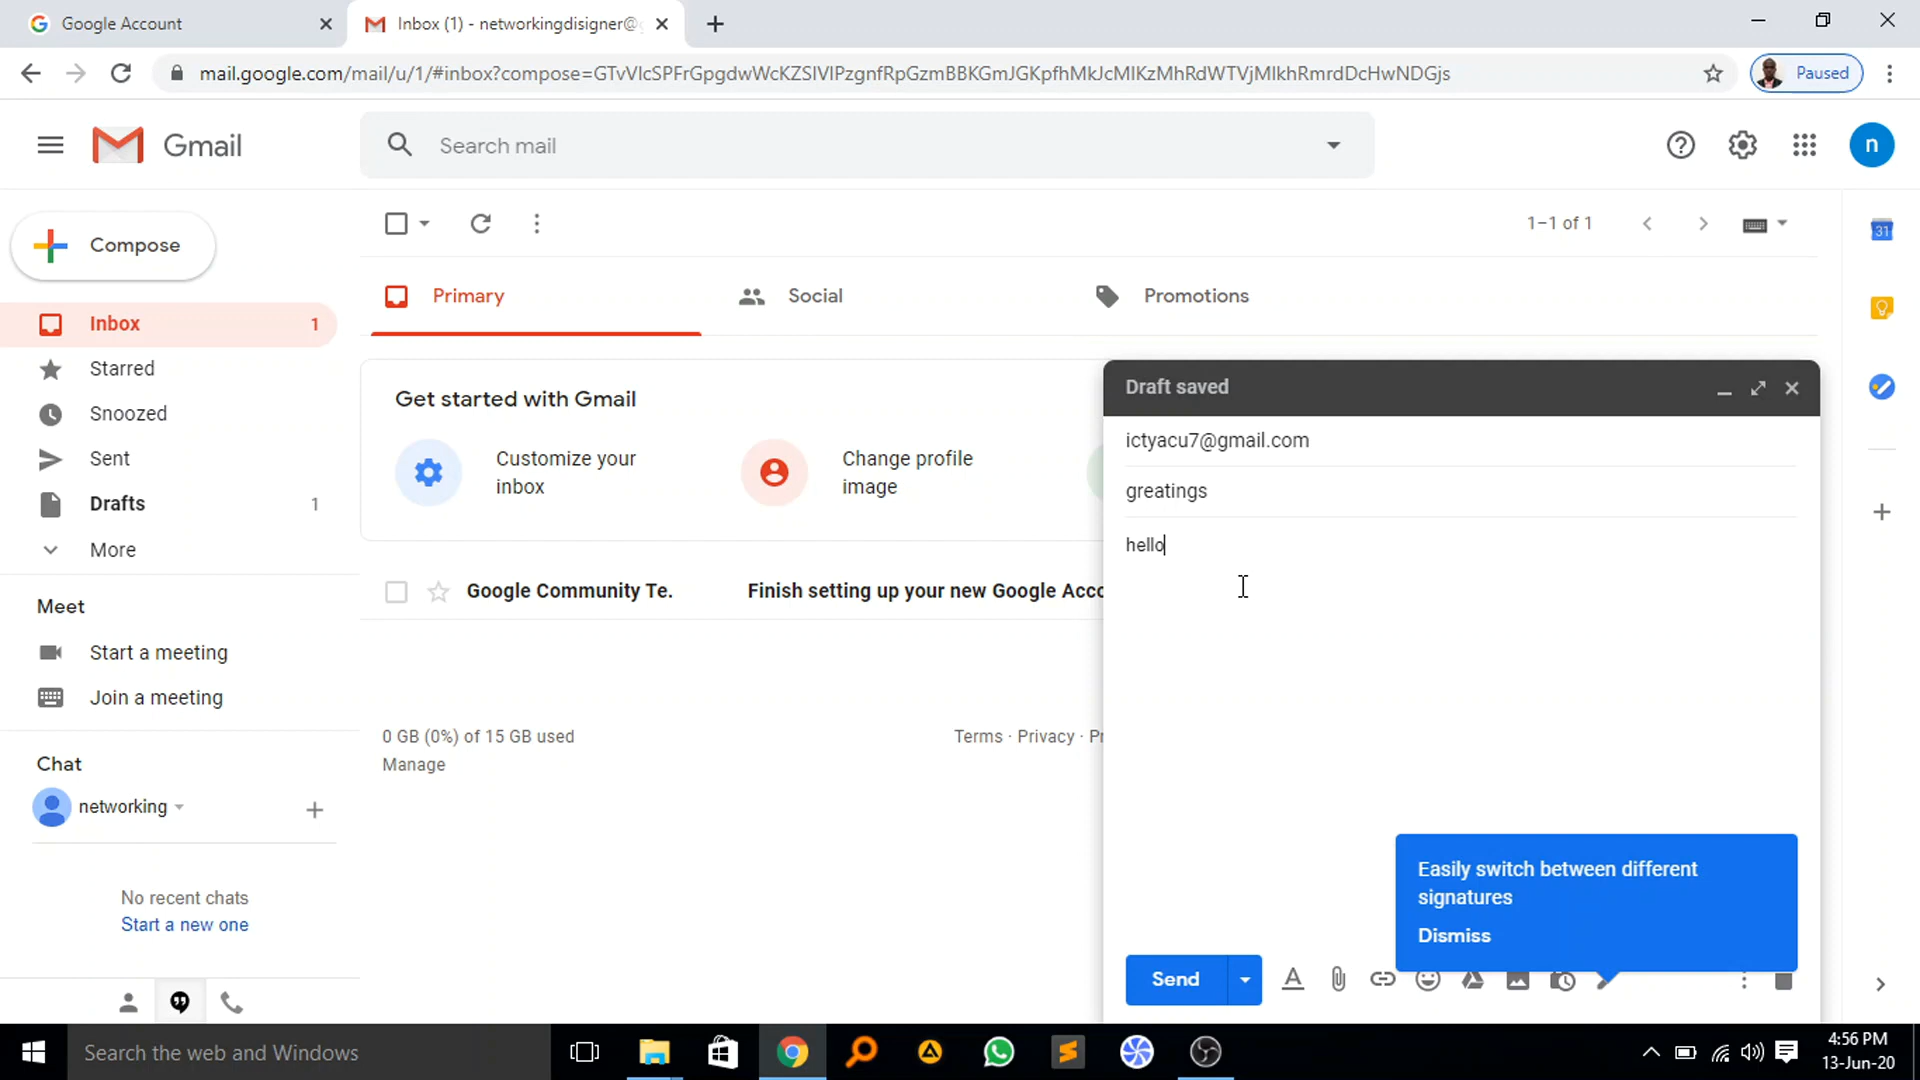 Google Account
Inbox (1) - networkingdisigner@
mail.google.com/mail/u/1/#inbox?compose=GTvVlcSPFrGpgdwWcKZSlVlPzgnfRpGzmBBKGmJGKpfhMkJcMlKzMhRdWTVjMlkhRmrdDcHwNDGjs
Paused
Gmail
Search mail
n
Compose
1–1 of 1
Primary
Social
Promotions
31
Inbox 1
Starred
Snoozed
Sent
Drafts 1
More
Get started with Gmail
Customize your
inbox
Change profile
image
Google Community Te.
Finish setting up your new Google Acco
Draft saved
ictyacu7@gmail.com
greatings
hello
Meet
Start a meeting
Join a meeting
0 GB (0%) of 15 GB used
Manage
Terms · Privacy ·
Chat
networking
No recent chats
Start a new one
Easily switch between different
signatures
Dismiss
Send
Search the web and Windows
4:56 PM
13-Jun-20